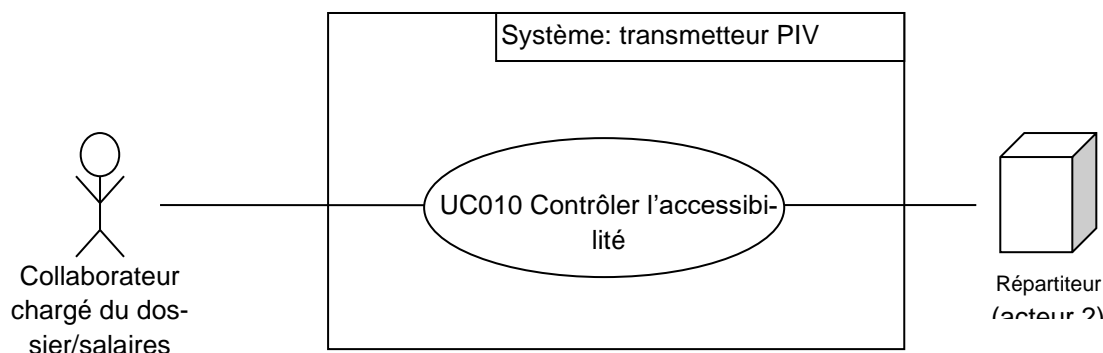 Système: transmetteur PIV
UC010 Contrôler l’accessibi-
lité
Collaborateur
chargé du dos-
sier/salaires
Répartiteur
(acteur 2)